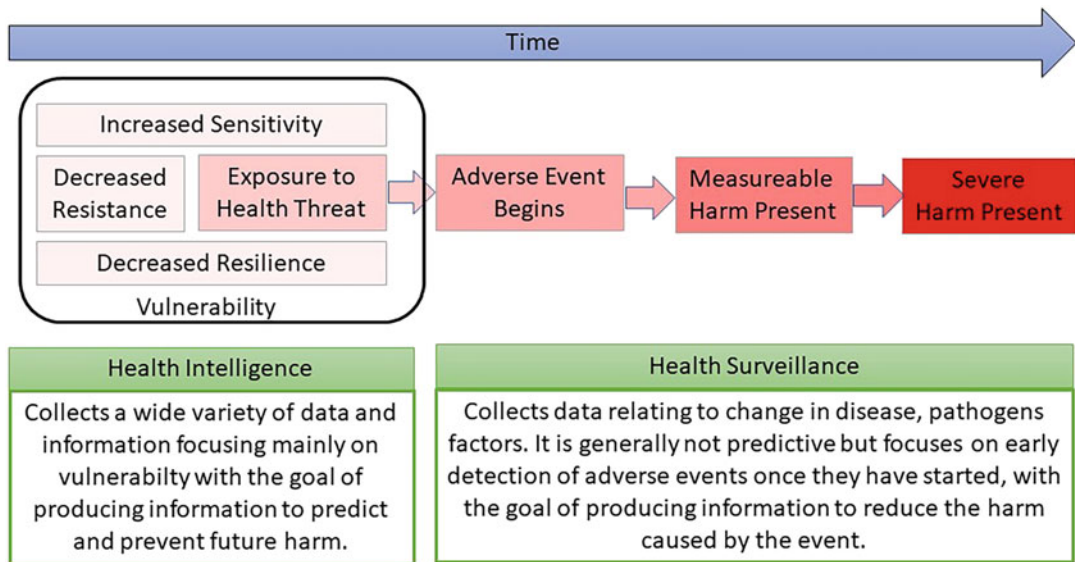 Time
Increased Sensitivity
Decreased
Resistance
Exposure to
Health Threat
Decreased Resilience
Vulnerability
Adverse Event
Begins
Measureable
Harm Present
Severe
Harm Present
Health Intelligence
Collects a wide variety of data and
information focusing mainly on
vulnerabilty with the goal of
producing information to predict
and prevent future harm.
Health Surveillance
Collects data relating to change in disease, pathogens
factors. It is generally not predictive but focuses on early
detection of adverse events once they have started, with
the goal of producing information to reduce the harm
caused by the event.